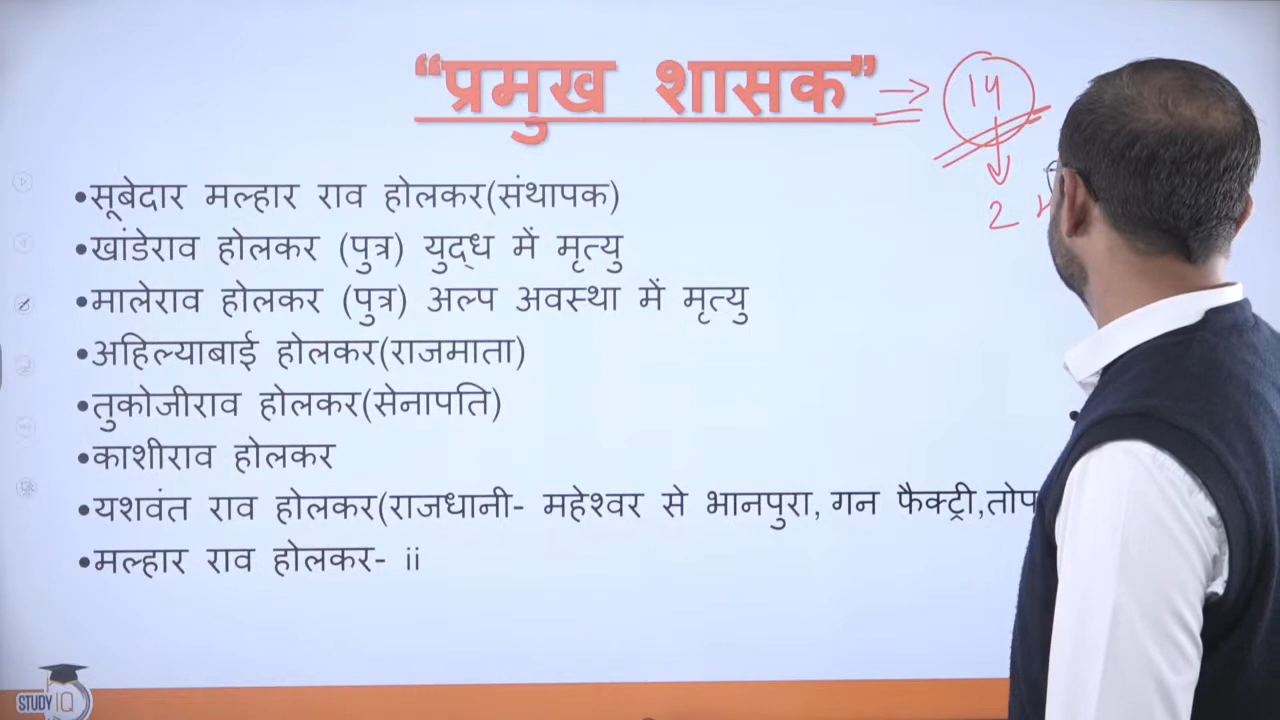 “प्रमुख शासक” → 14
2
•सूबेदार मल्हार राव होलकर(संथापक)
•खांडेराव होलकर (पुत्र) युद्ध में मृत्यु
•मालेराव होलकर (पुत्र) अल्प अवस्था में मृत्यु
•अहिल्याबाई होलकर(राजमाता)
•तुकोजीराव होलकर(सेनापति)
•काशीराव होलकर
•यशवंत राव होलकर(राजधानी- महेश्वर से भानपुरा, गन फैक्ट्री,तोप
•मल्हार राव होलकर- ii
STUDY IQ